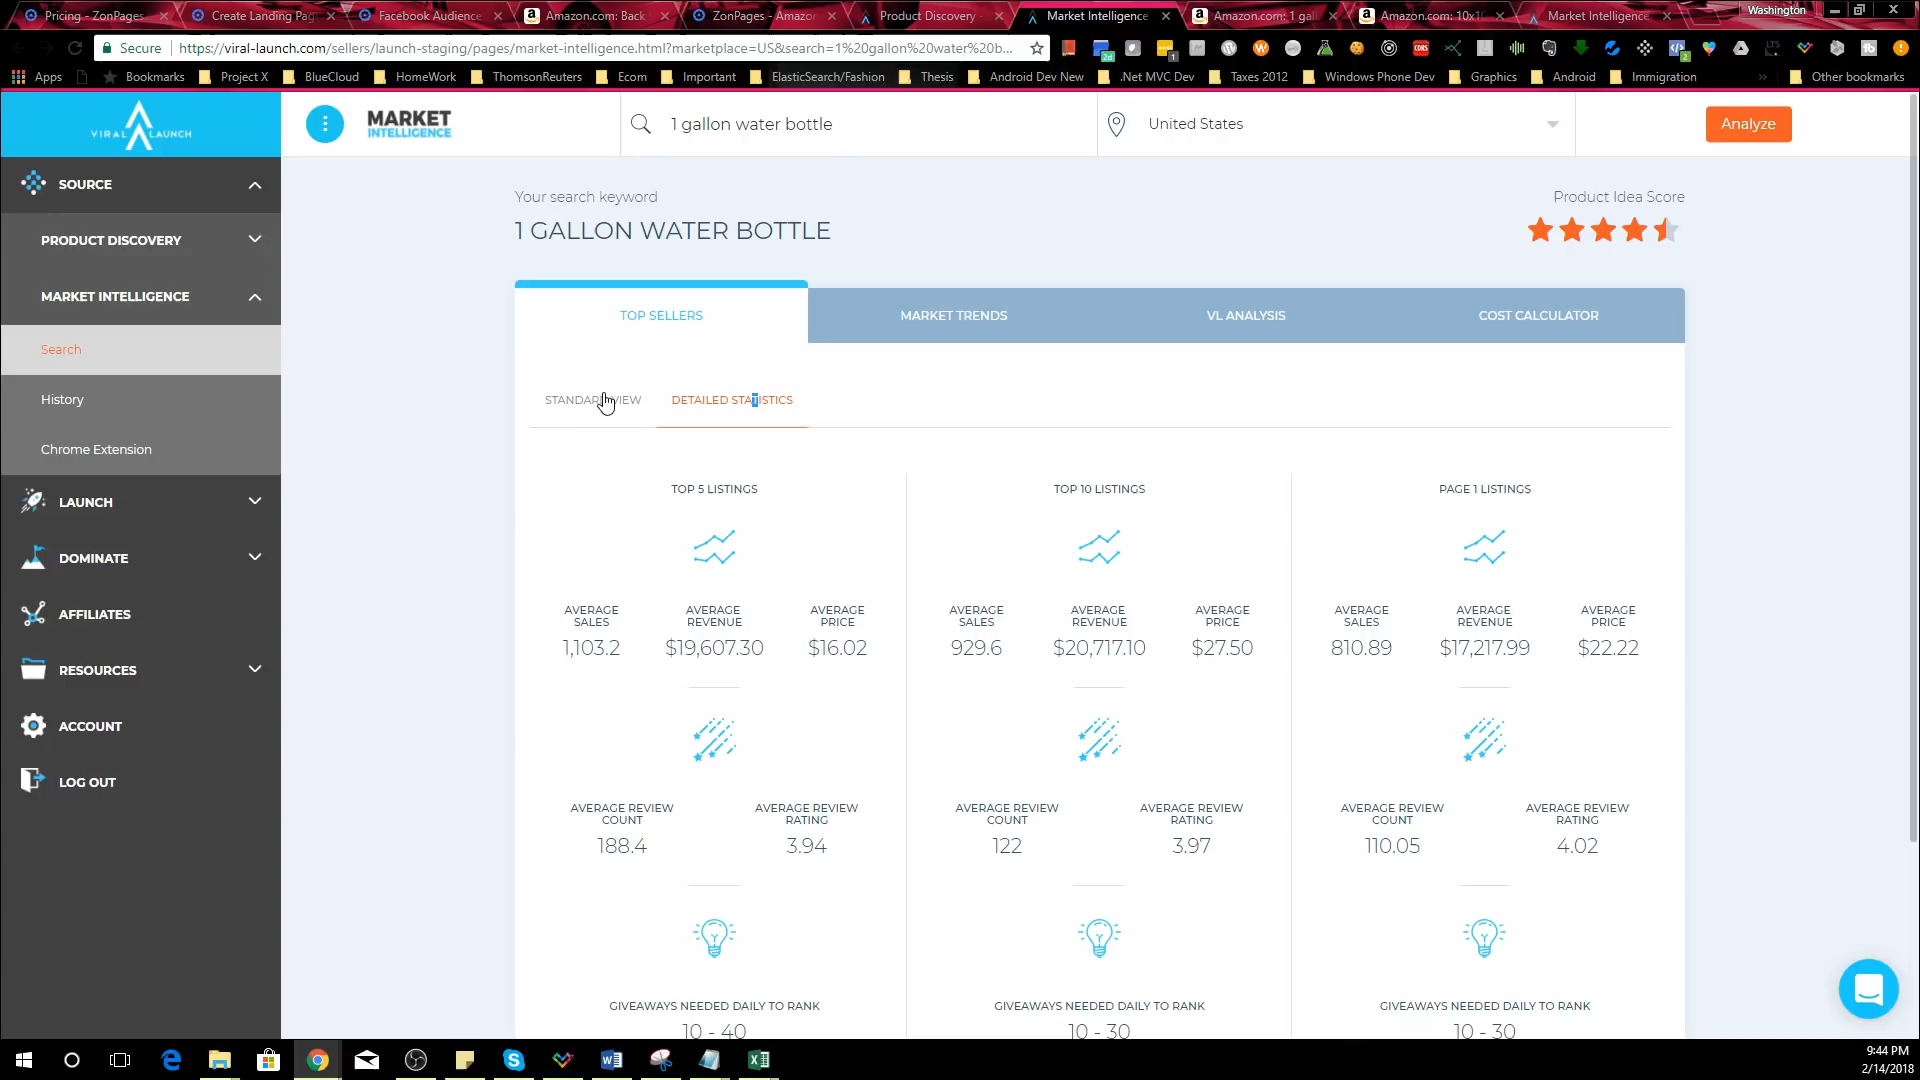 Pricing - ZonPages
Create Landing Pag
Facebook Audience
Amazon.com: Back
ZonPages - Amazo
Product Discovery -
Market Intelligence
Amazon.com: 1 gal
Amazon.com: 10x1
Market Intelligence
Washington
Secure
https://viral-launch.com/sellers/launch-staging/pages/market-intelligence.html?marketplace=US&search=1%20gallon%20water%20b...
Apps
Bookmarks
Project X
BlueCloud
HomeWork
ThomsonReuters
Ecom
Important
ElasticSearch/Fashion
Thesis
Android Dev New
.Net MVC Dev
Taxes 2012
Windows Phone Dev
Graphics
Android
Immigration
Other bookmarks
VIRAL LAUNCH
MARKET
INTELLIGENCE
1 gallon water bottle
United States
Analyze
SOURCE
PRODUCT DISCOVERY
MARKET INTELLIGENCE
Search
History
Chrome Extension
LAUNCH
DOMINATE
AFFILIATES
RESOURCES
ACCOUNT
LOG OUT
Your search keyword
1 GALLON WATER BOTTLE
Product Idea Score
TOP SELLERS
MARKET TRENDS
VL ANALYSIS
COST CALCULATOR
STANDARD VIEW
DETAILED STATISTICS
TOP 5 LISTINGS
TOP 10 LISTINGS
PAGE 1 LISTINGS
AVERAGE SALES
AVERAGE REVENUE
AVERAGE PRICE
AVERAGE SALES
AVERAGE REVENUE
AVERAGE PRICE
AVERAGE SALES
AVERAGE REVENUE
AVERAGE PRICE
1,103.2
$19,607.30
$16.02
929.6
$20,717.10
$27.50
810.89
$17,217.99
$22.22
AVERAGE REVIEW COUNT
AVERAGE REVIEW RATING
AVERAGE REVIEW COUNT
AVERAGE REVIEW RATING
AVERAGE REVIEW COUNT
AVERAGE REVIEW RATING
188.4
3.94
122
3.97
110.05
4.02
GIVEAWAYS NEEDED DAILY TO RANK
GIVEAWAYS NEEDED DAILY TO RANK
GIVEAWAYS NEEDED DAILY TO RANK
10 - 40
10 - 30
10 - 30
9:44 PM
2/14/2018